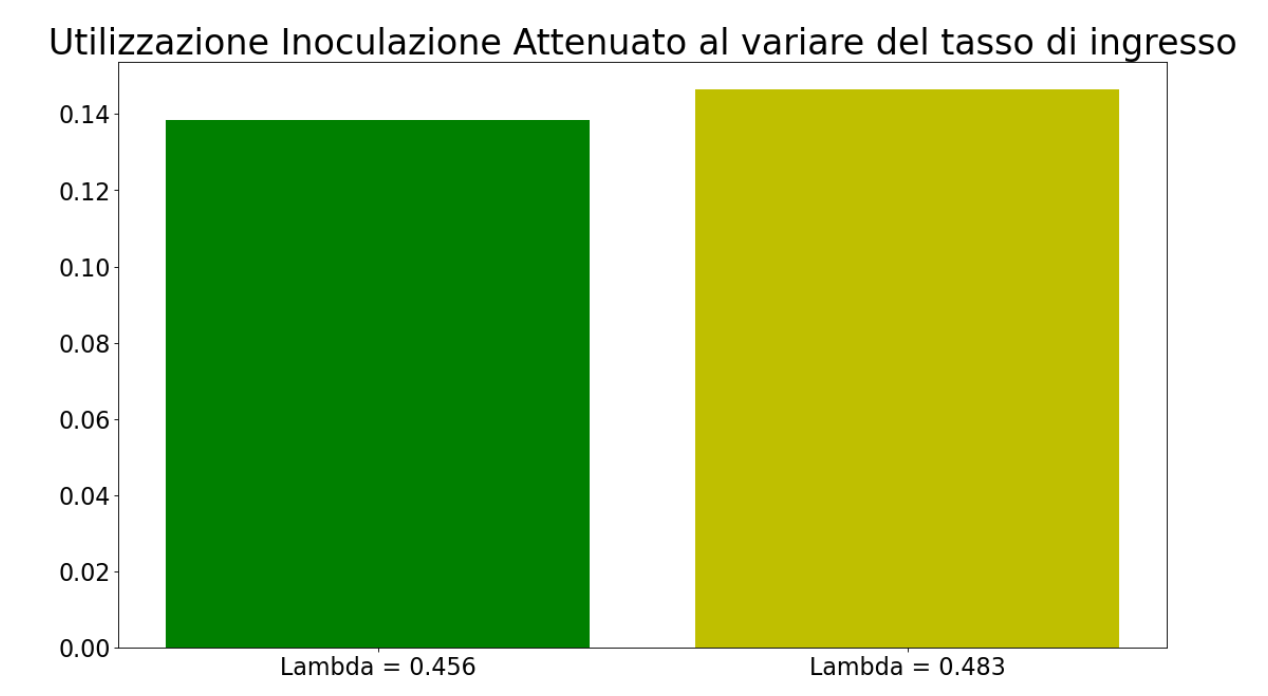 Utilizzazione Inoculazione Attenuato al variare del tasso di ingresso
0.14
0.12
0.10
0.08
0.06
0.04
0.02
0.00
Lambda = 0.456
Lambda = 0.483